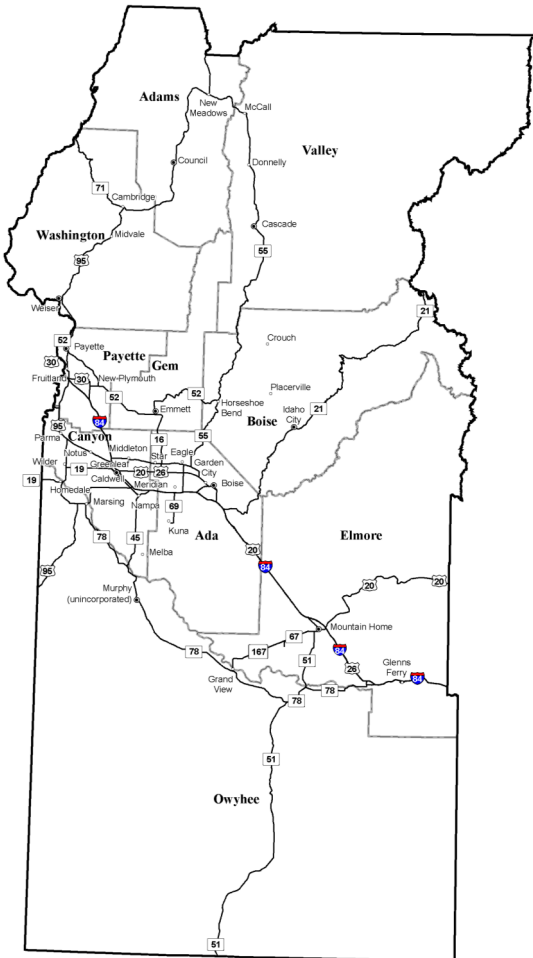 Adams
New
Meadows
McCall
Valley
Council
Donnelly
71
Cambridge
Cascade
Washington
Midvale
55
95
Weiser
21
52
Payette
Crouch
30
Payette
Gem
Fruitland
30
New-Plymouth
52
52
Placerville
Emmett
Horseshoe
Bend
Boise
Idaho
City
21
84
95
Parma
Canyon
16
55
Notus
Middleton
Star
Eagle
Garden
City
Wilder
19
Greenleaf
20
26
19
Caldwell
Meridian
Boise
Homedale
Marsing
Nampa
69
Kuna
Ada
Elmore
78
45
Melba
20
84
95
20
20
Murphy
(unincorporated)
Mountain Home
67
78
167
51
84
26
Glenns
Ferry
84
Grand
View
78
78
51
Owyhee
51